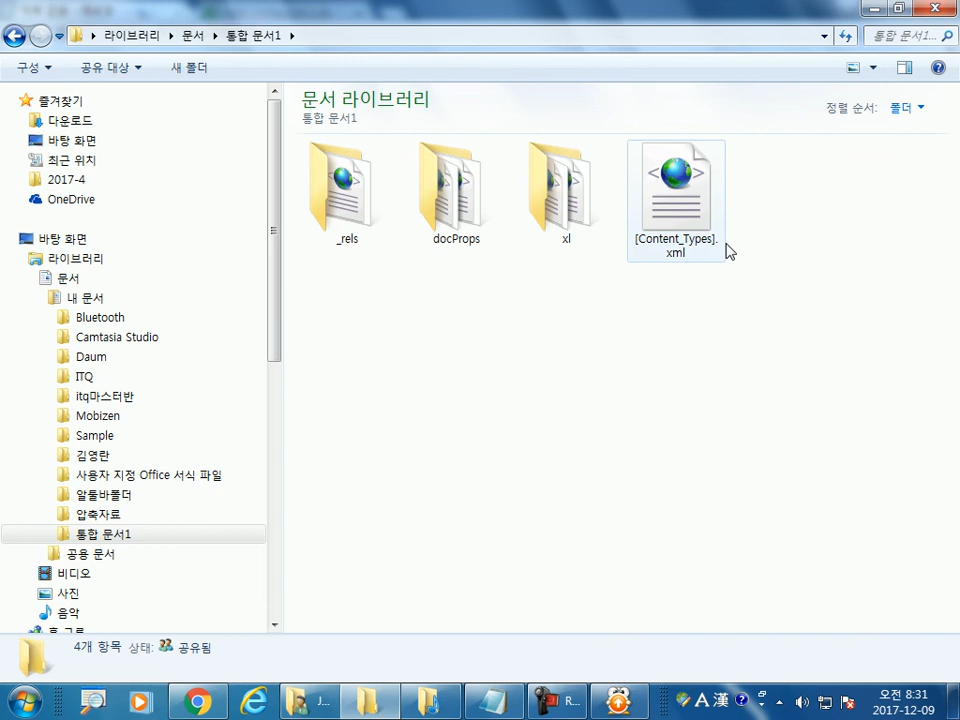 라이브러리 ▸ 문서 ▸ 통합 문서1 ▸
통합 문서1...
구성
공유 대상
새 폴더
즐겨찾기
다운로드
바탕 화면
최근 위치
2017-4
OneDrive
바탕 화면
라이브러리
문서
내 문서
Bluetooth
Camtasia Studio
Daum
ITQ
itq마스터반
Mobizen
Sample
김영란
사용자 지정 Office 서식 파일
알툴바폴더
압축자료
통합 문서1
공용 문서
비디오
사진
음악
문서 라이브러리
통합 문서1
정렬 순서: 폴더
_rels
docProps
xl
[Content_Types].
xml
4개 항목 상태: 공유됨
J...
R...
A 漢
오전 8:31
2017-12-09